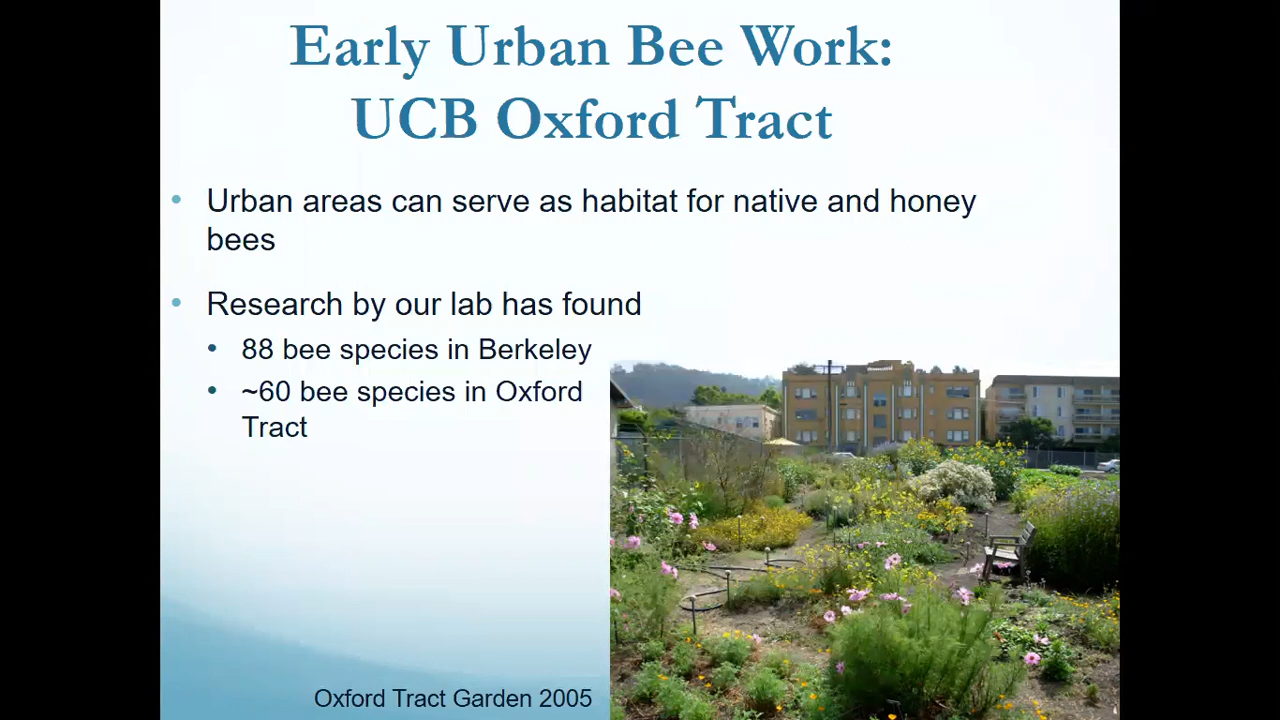 Early Urban Bee Work:
UCB Oxford Tract
• Urban areas can serve as habitat for native and honey
bees
• Research by our lab has found
• 88 bee species in Berkeley
• ~60 bee species in Oxford
Tract
Oxford Tract Garden 2005